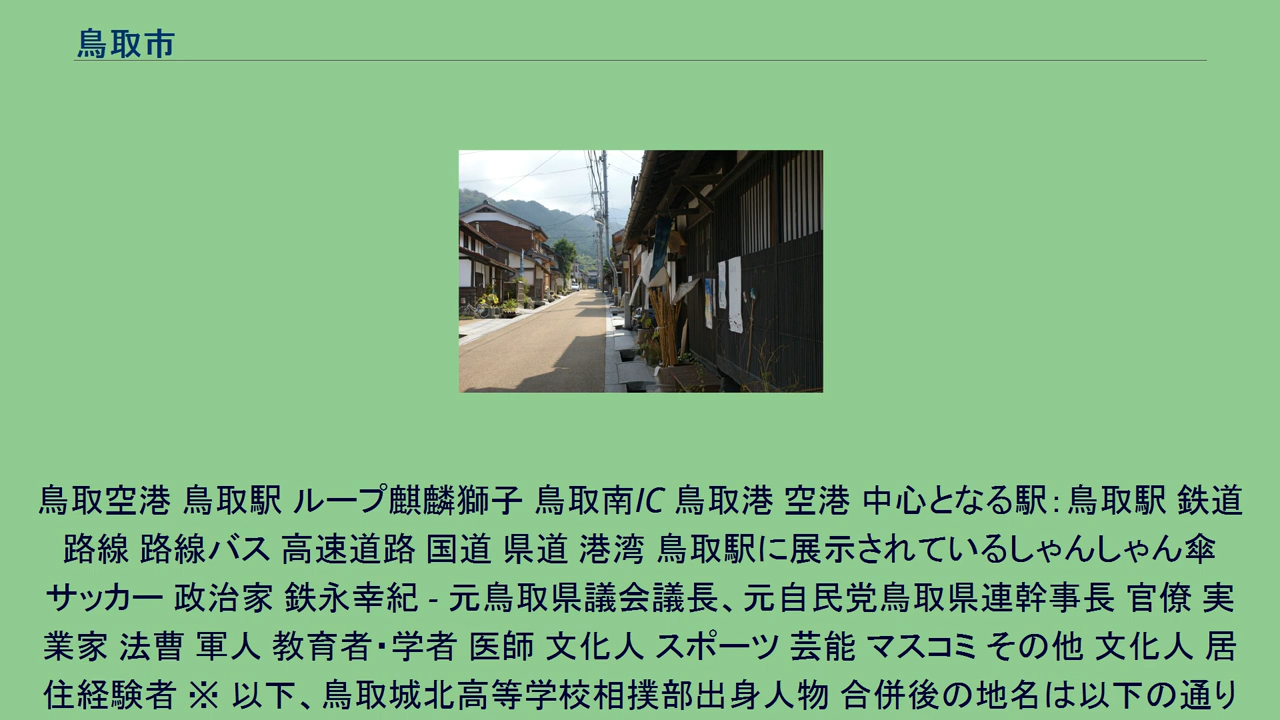 鳥取市
鳥取空港 鳥取駅 ループ麒麟獅子 鳥取南IC 鳥取港 空港 中心となる駅：鳥取駅 鉄道
路線 路線バス 高速道路 国道 県道 港湾 鳥取駅に展示されているしゃんしゃん傘
サッカー 政治家 鉄永幸紀 - 元鳥取県議会議長、元自民党鳥取県連幹事長 官僚 実
業家 法曹 軍人 教育者・学者 医師 文化人 スポーツ 芸能 マスコミ その他 文化人 居
住経験者 ※ 以下、鳥取城北高等学校相撲部出身人物 合併後の地名は以下の通り